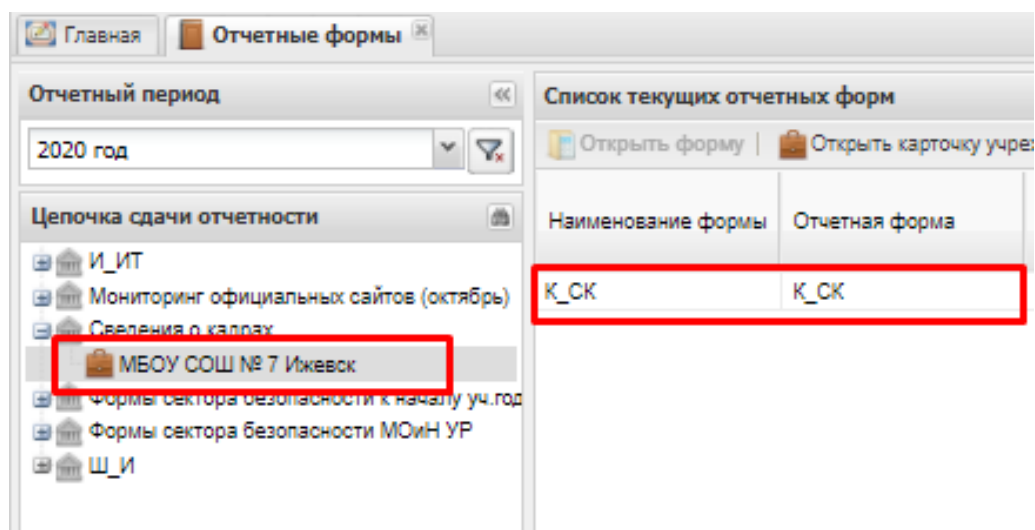 Главная
Отчетные формы
Отчетный период
2020 год
Цепочка сдачи отчетности
И_ИТ
Мониторинг официальных сайтов (октябрь)
Сведения о кадрах
МБОУ СОШ № 7 Ижевск
Формы сектора безопасности к началу уч.год
Формы сектора безопасности МОиН УР
Ш_И
Список текущих отчетных форм
Открыть форму | Открыть карточку учреж
Наименование формы Отчетная форма
К_СК К_СК